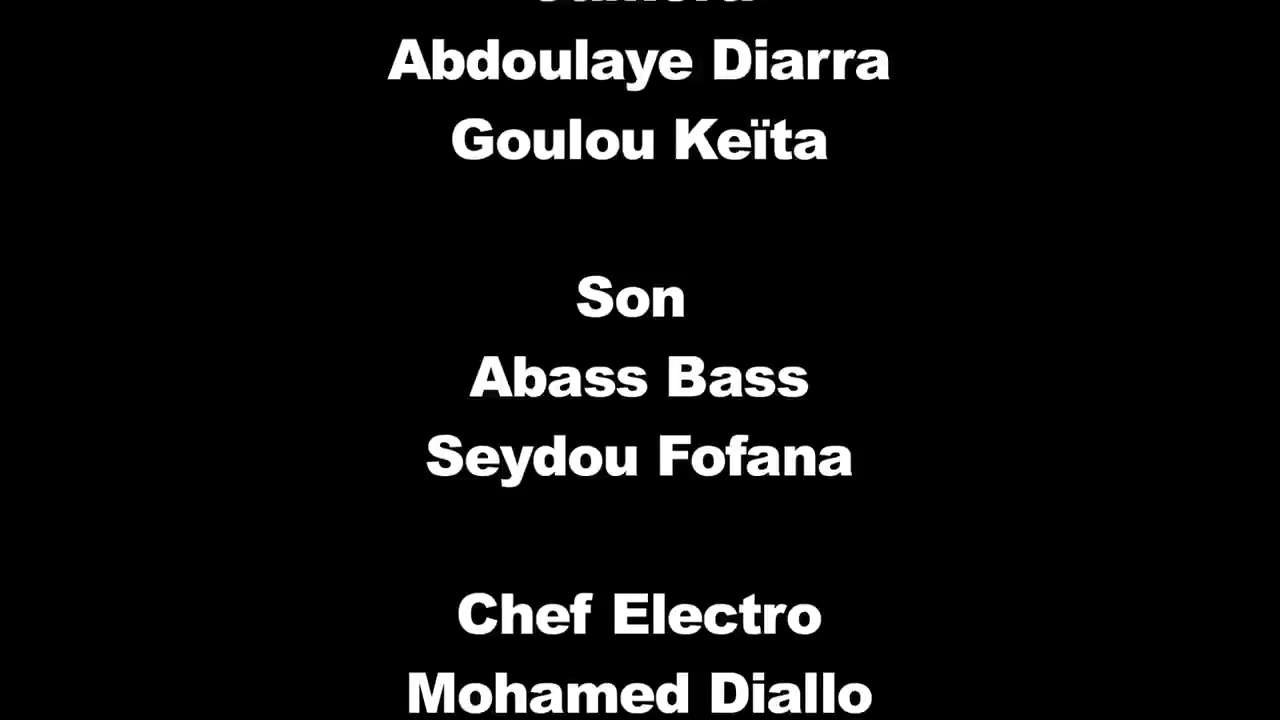 Abdoulaye Diarra
Goulou Keïta
Son
Abass Bass
Seydou Fofana
Chef Electro
Mohamed Diallo